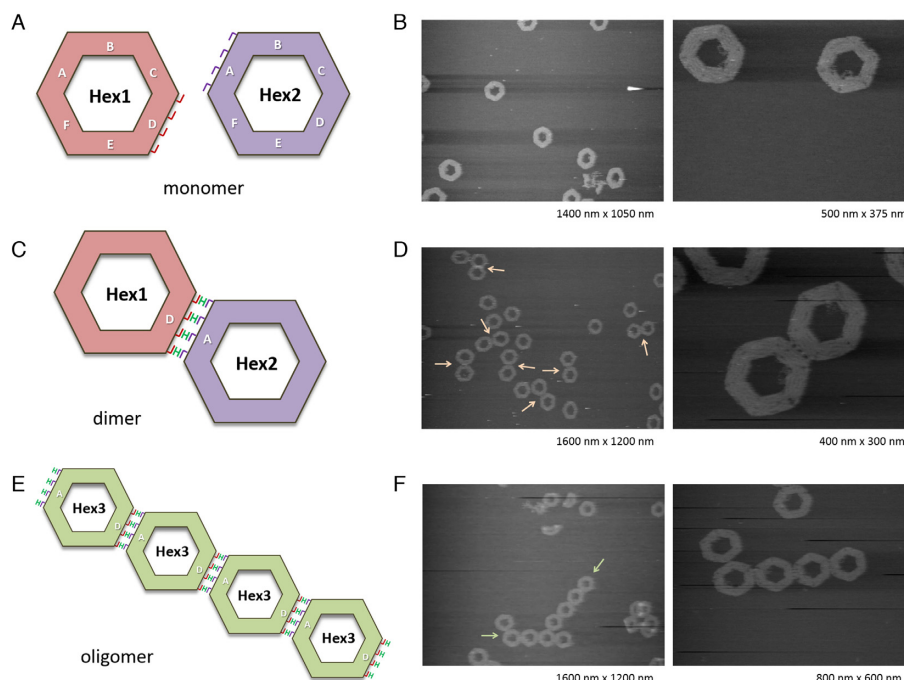 A
B
A B C D E F Hex1
A B C D E F Hex2
monomer
1400 nm x 1050 nm
500 nm x 375 nm
C
D
Hex1 D
A Hex2
dimer
1600 nm x 1200 nm
400 nm x 300 nm
E
F
A Hex3 D
A Hex3 D
A Hex3 D
A Hex3 D
oligomer
1600 nm x 1200 nm
800 nm x 600 nm